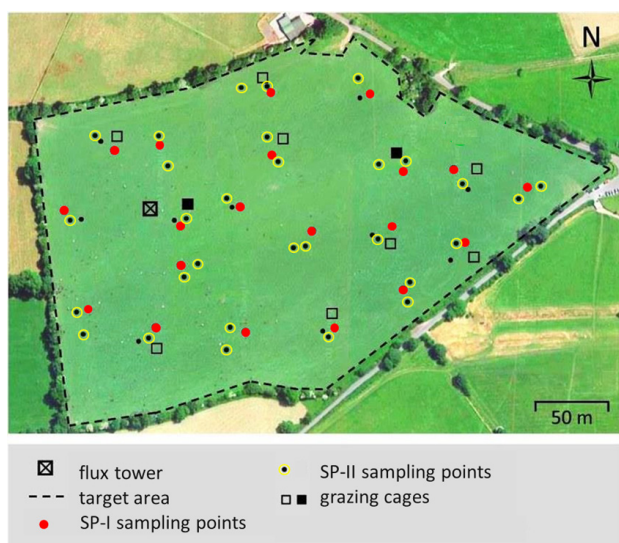 N
50 m
flux tower
target area
SP-I sampling points
SP-II sampling points
grazing cages